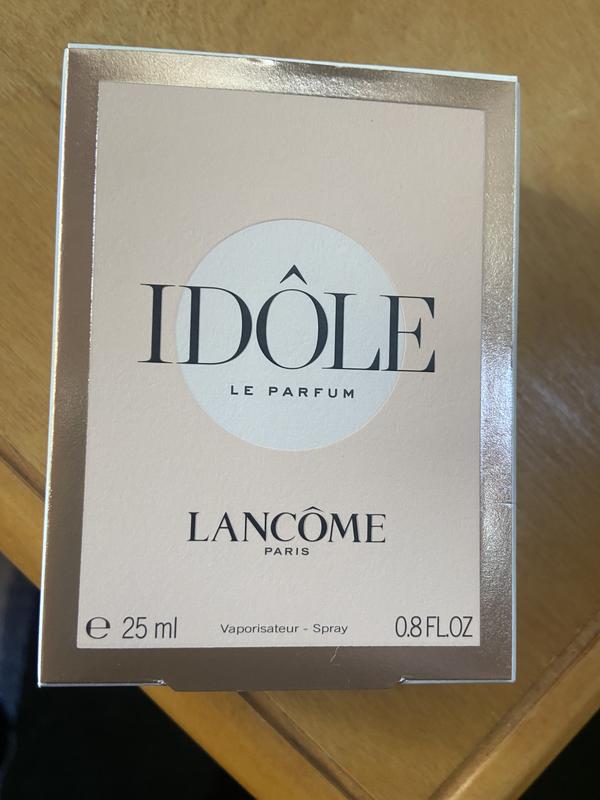 IDÔLE
LE PARFUM
LANCÔME
PARIS
℮ 25 ml Vaporisateur - Spray 0.8 FL.OZ